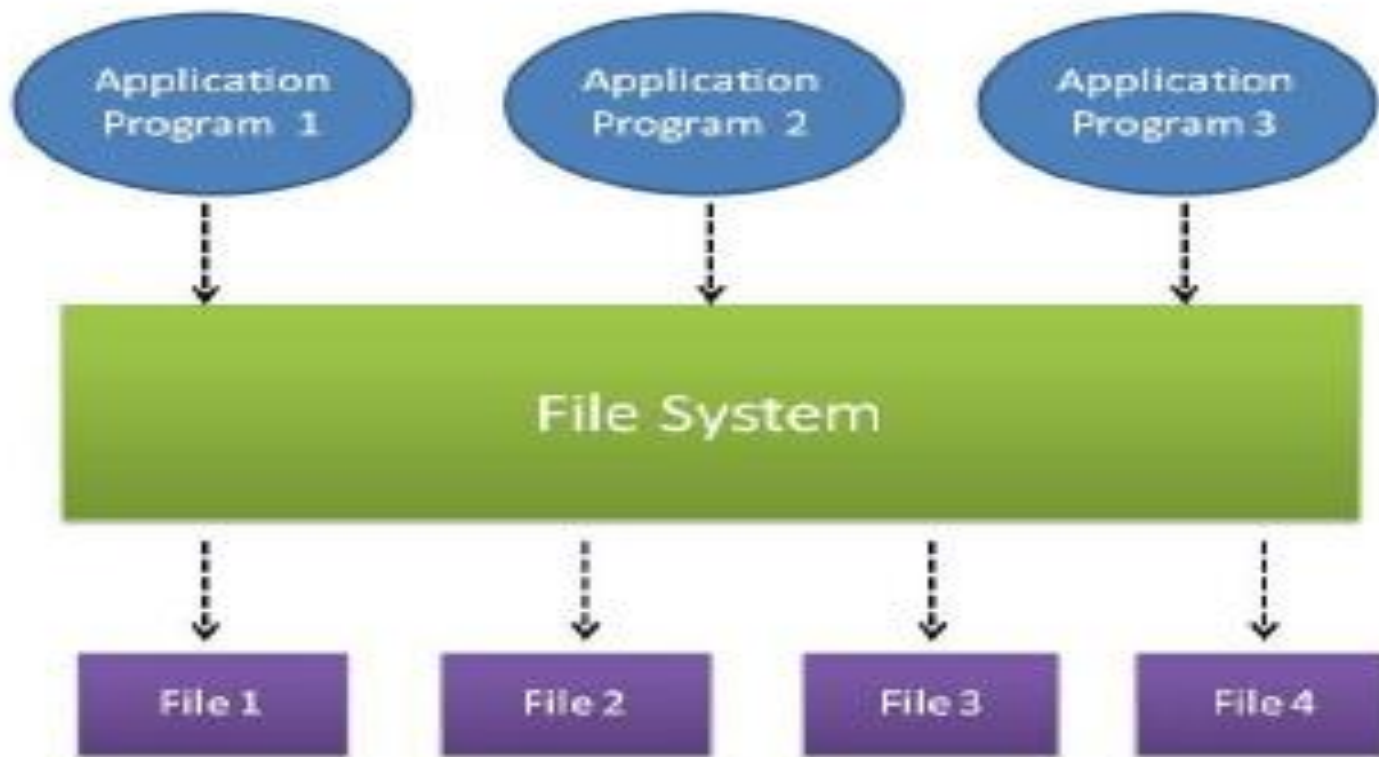 Application
Program 1
Application
Program 2
Application
Program 3
File System
File 1
File 2
File 3
File 4